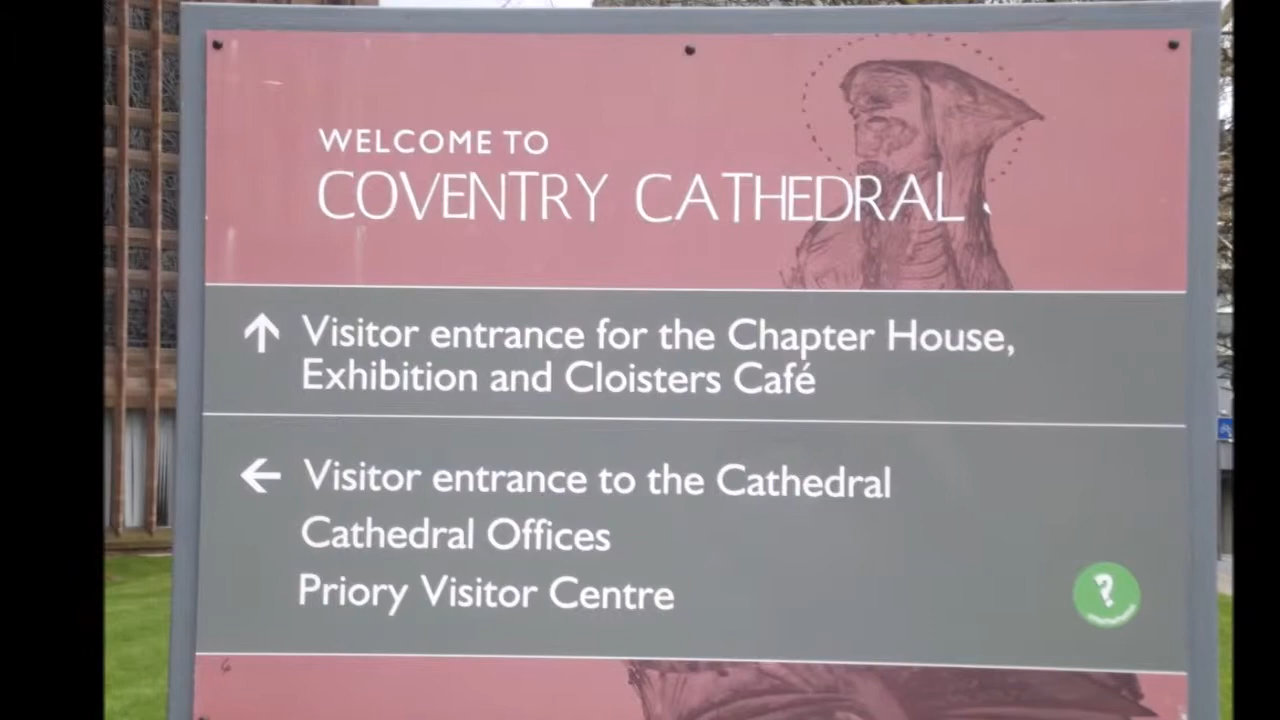 WELCOME TO
COVENTRY CATHEDRAL
↑ Visitor entrance for the Chapter House,
Exhibition and Cloisters Café
← Visitor entrance to the Cathedral
Cathedral Offices
Priory Visitor Centre
?